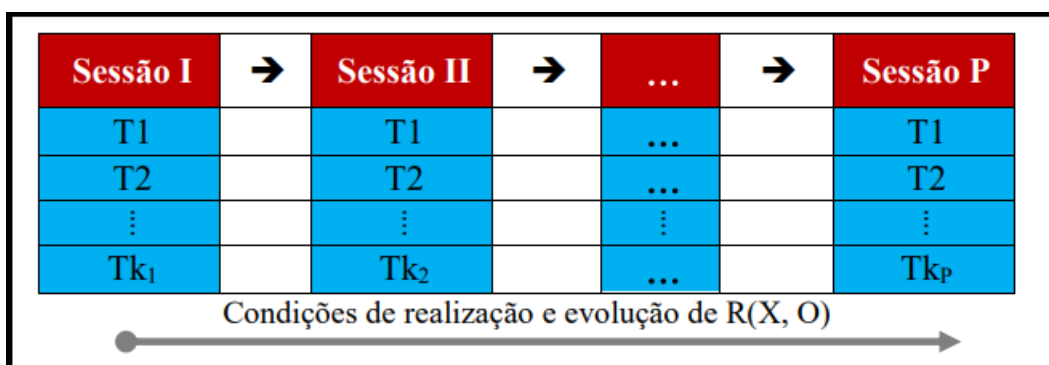 Sessão I ➔ Sessão II ➔ ... ➔ Sessão P
T1 T1 ... T1
T2 T2 ... T2
⁞ ⁞ ⁞ ⁞
Tk₁ Tk₂ ... Tkₚ
Condições de realização e evolução de R(X, O)